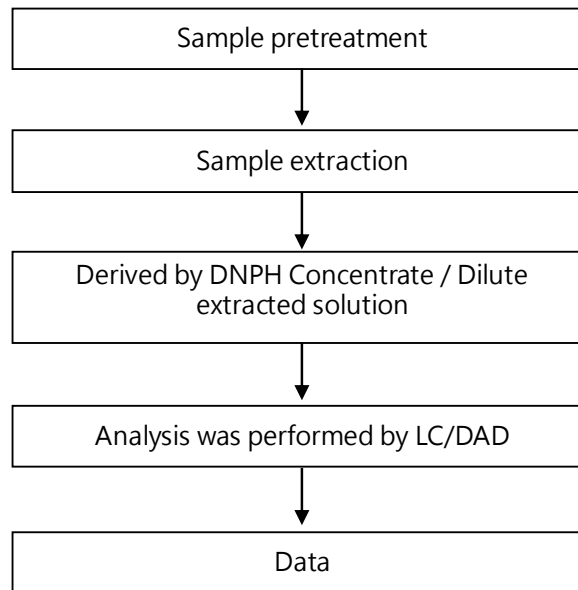 Sample pretreatment
Sample extraction
Derived by DNPH Concentrate / Dilute
extracted solution
Analysis was performed by LC/DAD
Data